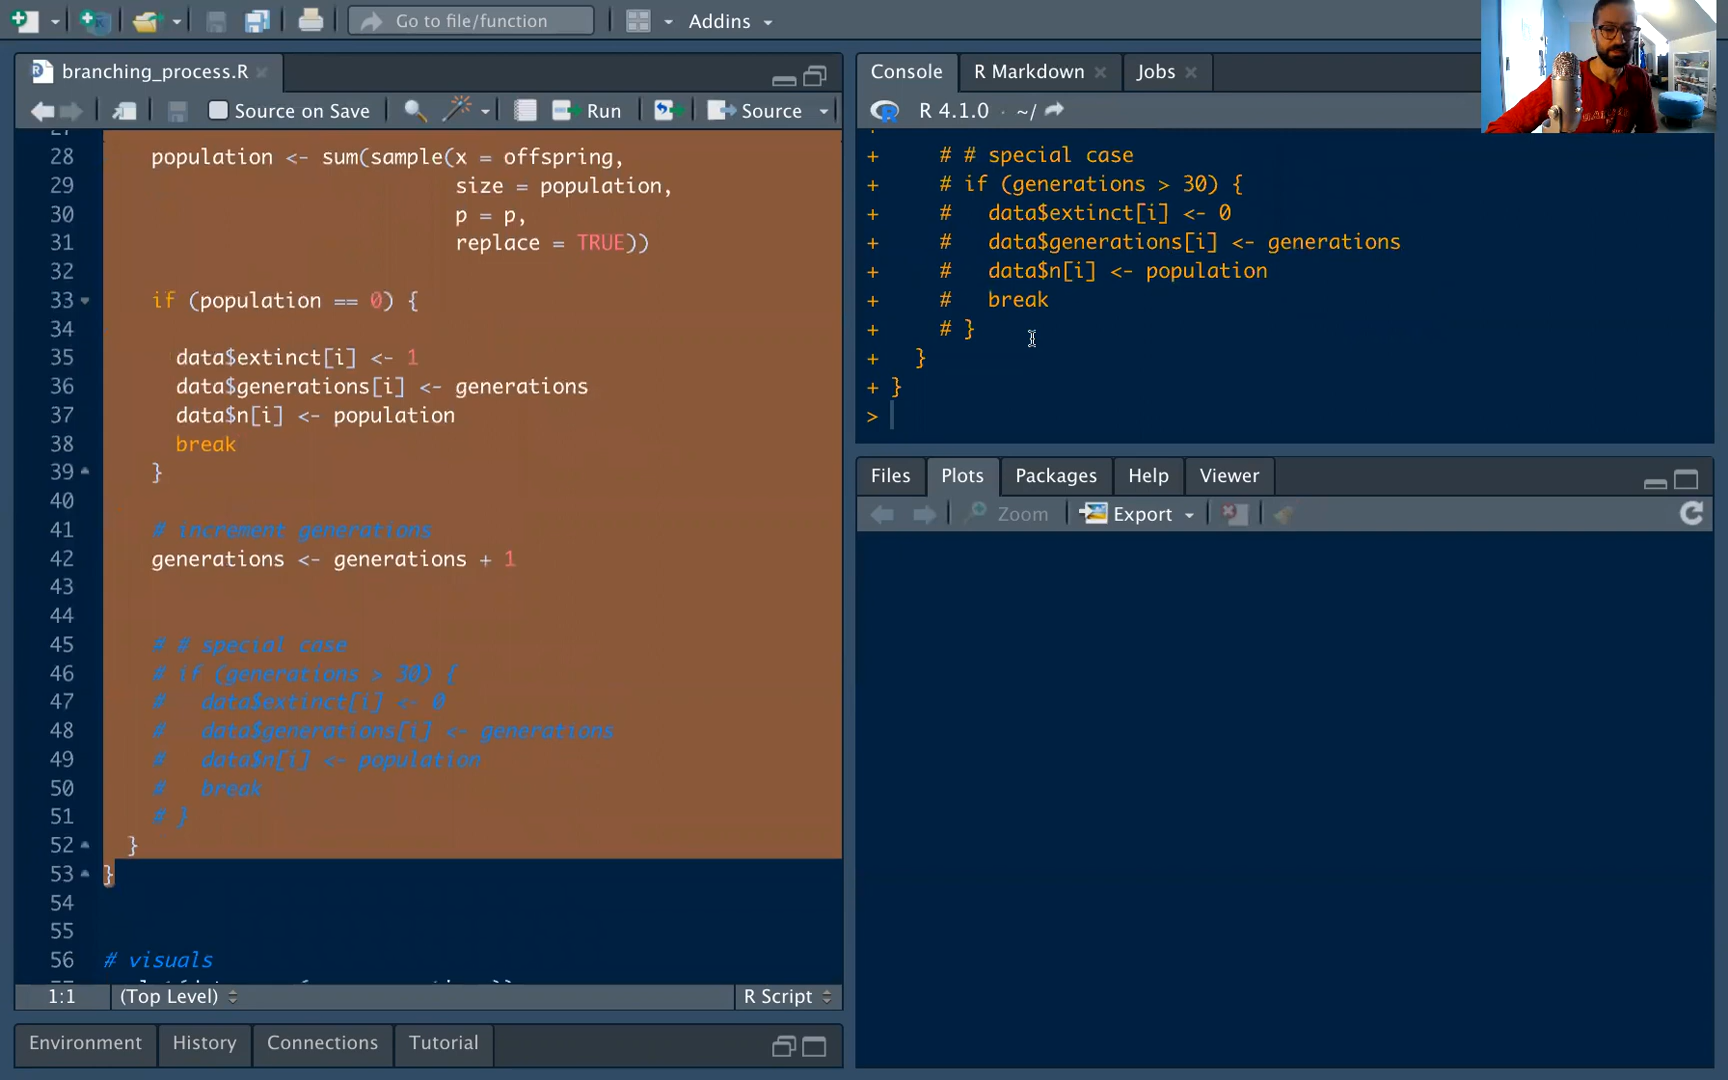 Go to file/function
Addins
branching_process.R
Source on Save
Run
Source
28 population <- sum(sample(x = offspring,
29 size = population,
30 p = p,
31 replace = TRUE))
32
33 if (population == 0) {
34
35 data$extinct[i] <- 1
36 data$generations[i] <- generations
37 data$n[i] <- population
38 break
39 }
40
41 # increment generations
42 generations <- generations + 1
43
44
45 # # special case
46 # if (generations > 30) {
47 # data$extinct[i] <- 0
48 # data$generations[i] <- generations
49 # data$n[i] <- population
50 # break
51 # }
52 }
53 }
54
55
56 # visuals
1:1 (Top Level) R Script
Environment History Connections Tutorial
Console R Markdown Jobs
R 4.1.0 · ~/
+ # # special case
+ # if (generations > 30) {
+ # data$extinct[i] <- 0
+ # data$generations[i] <- generations
+ # data$n[i] <- population
+ # break
+ # }
+ }
+ }
>
Files Plots Packages Help Viewer
Zoom Export